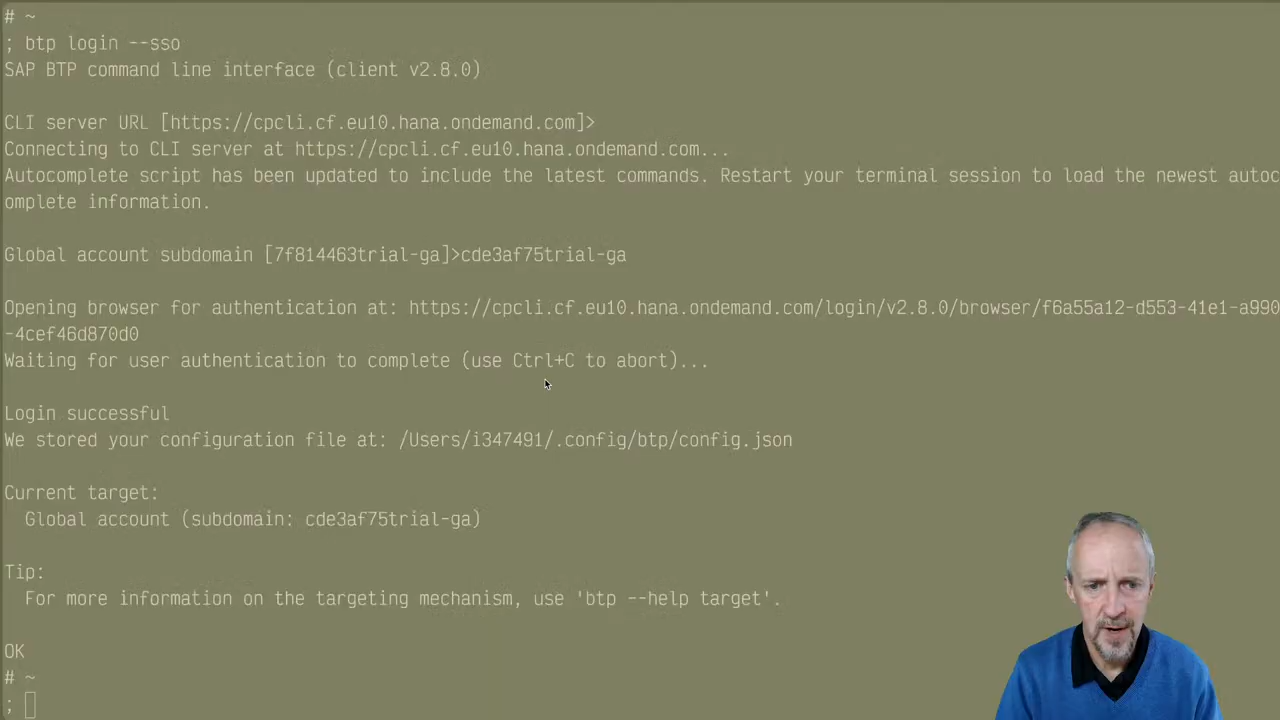 # ~
; btp login --sso
SAP BTP command line interface (client v2.8.0)
CLI server URL [https://cpcli.cf.eu10.hana.ondemand.com]>
Connecting to CLI server at https://cpcli.cf.eu10.hana.ondemand.com...
Autocomplete script has been updated to include the latest commands. Restart your terminal session to load the newest autoc
omplete information.
Global account subdomain [7f814463trial-ga]>cde3af75trial-ga
Opening browser for authentication at: https://cpcli.cf.eu10.hana.ondemand.com/login/v2.8.0/browser/f6a55a12-d553-41e1-a990
-4cef46d870d0
Waiting for user authentication to complete (use Ctrl+C to abort)...
Login successful
We stored your configuration file at: /Users/i347491/.config/btp/config.json
Current target:
Global account (subdomain: cde3af75trial-ga)
Tip:
For more information on the targeting mechanism, use 'btp --help target'.
OK
# ~
;